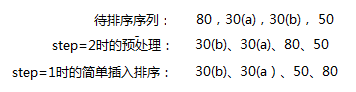 待排序序列： 80，30(a)，30(b)，50
step=2时的预处理： 30(b)、30(a)、80、50
step=1时的简单插入排序： 30(b)、30(a）、50、80